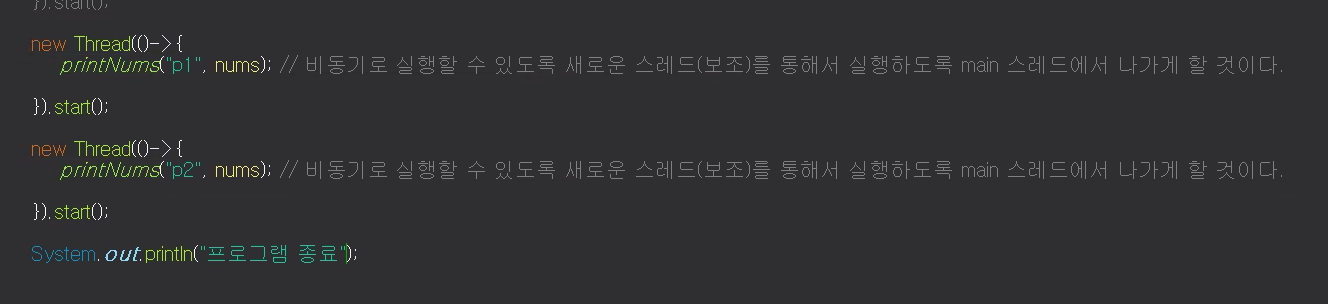 }).start();
new Thread(()->{
printNums("p1", nums); // 비동기로 실행할 수 있도록 새로운 스레드(보조)를 통해서 실행하도록 main 스레드에서 나가게 할 것이다.
}).start();
new Thread(()->{
printNums("p2", nums); // 비동기로 실행할 수 있도록 새로운 스레드(보조)를 통해서 실행하도록 main 스레드에서 나가게 할 것이다.
}).start();
System.out.println("프로그램 종료");